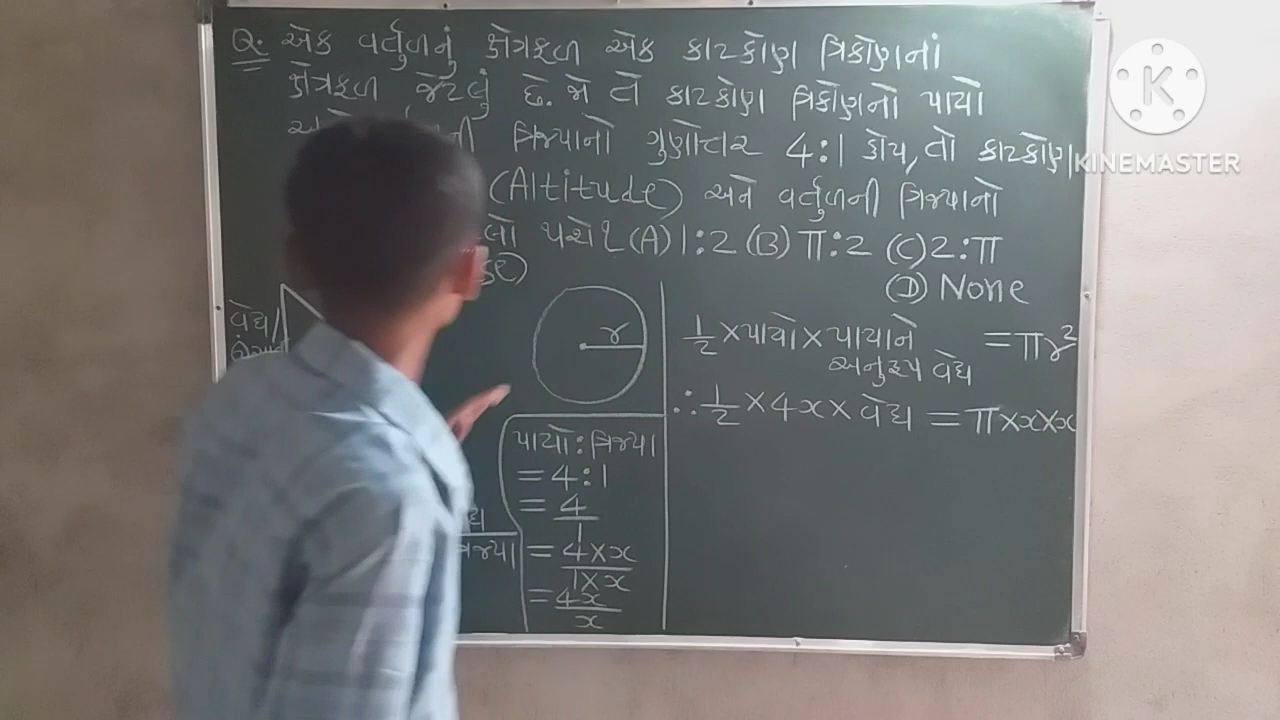 Q. એક વર્તુળનું ક્ષેત્રફળ એક કાટકોણ ત્રિકોણનાં
ક્ષેત્રફળ જેટલું છે. જો તે કાટકોણ ત્રિકોણનો પાયો
ત્રિજ્યાનો ગુણોત્તર 4:1 હોય, તો કાટકોણ
(Altitude) અને વર્તુળની ત્રિજ્યાનો
થશે? (A) 1:2 (B) π:2 (C) 2:π
(D) None
વેધ/
r
પાયો : ત્રિજ્યા
= 4:1
= 4/1
= 4×x/1×x
= 4x/x
1/2 × પાયો × પાયાને = πr²
અનુરૂપ વેધ
∴ 1/2 × 4x × વેધ = π×x×x
K
KINEMASTER